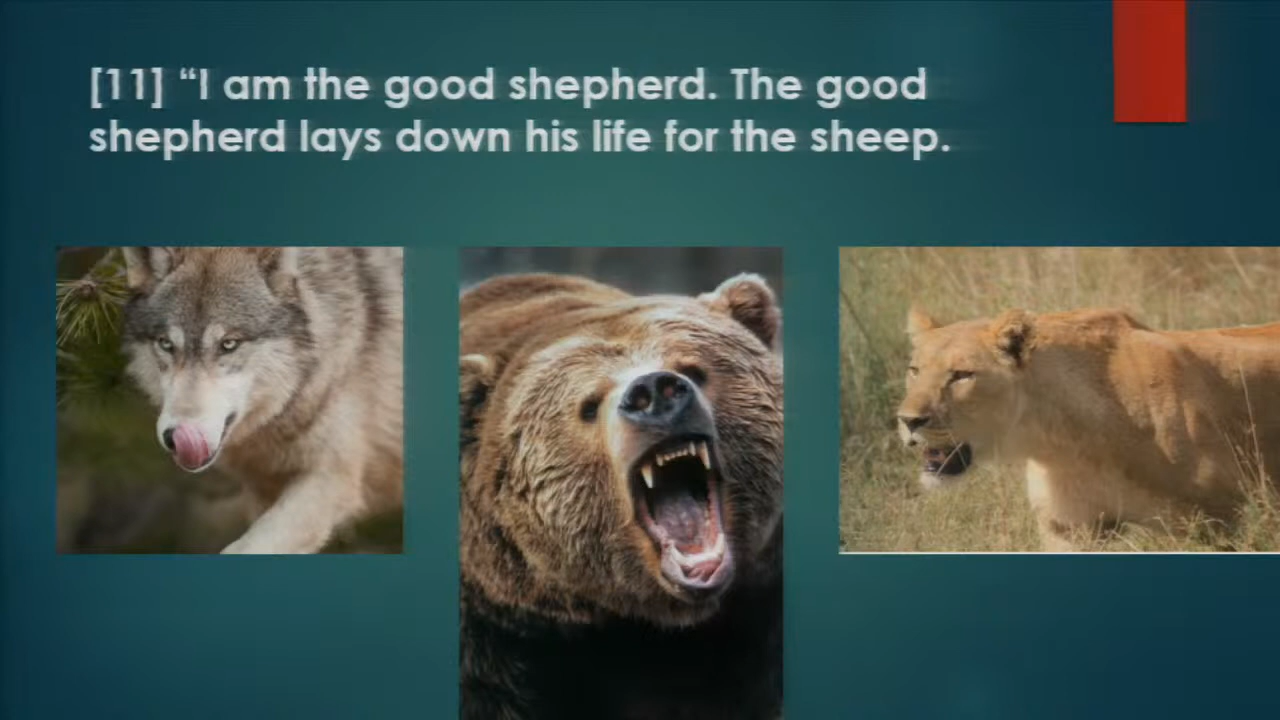 [11] “I am the good shepherd. The good
shepherd lays down his life for the sheep.